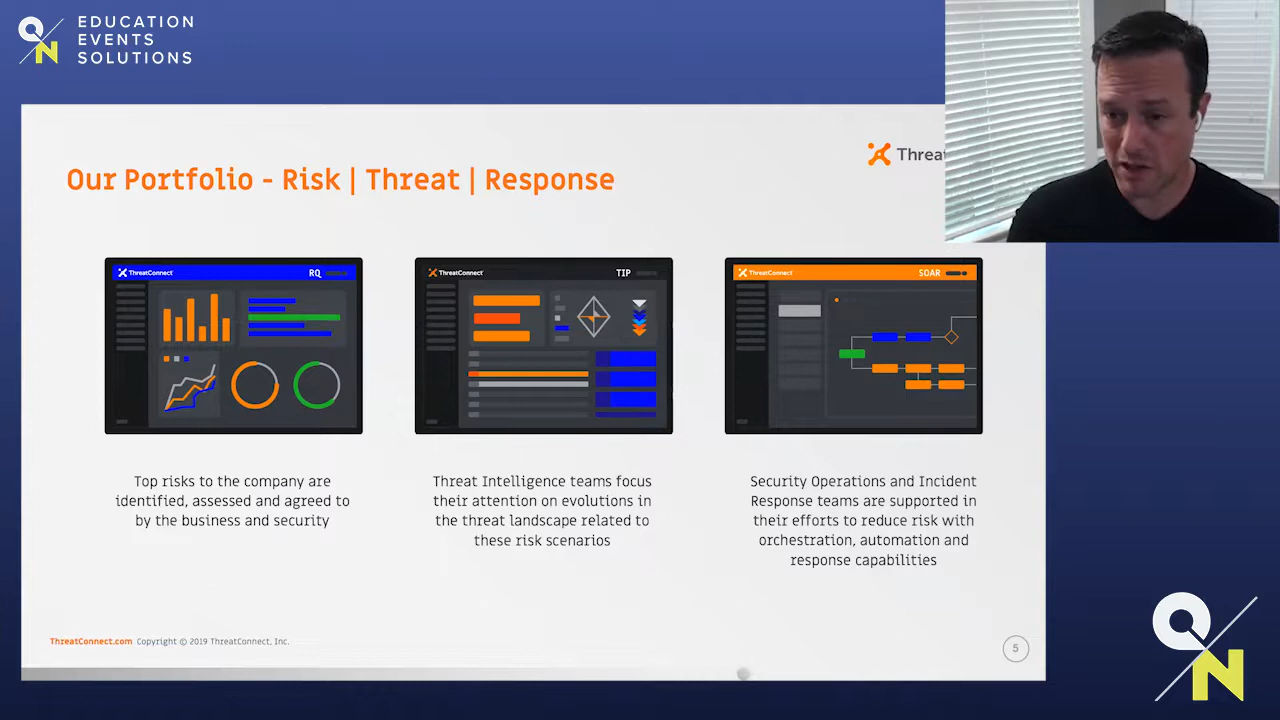 QN
EDUCATION
EVENTS
SOLUTIONS
Our Portfolio - Risk | Threat | Response
Threat
ThreatConnect
RQ
ThreatConnect
TIP
ThreatConnect
SOAR
Top risks to the company are
identified, assessed and agreed to
by the business and security
Threat Intelligence teams focus
their attention on evolutions in
the threat landscape related to
these risk scenarios
Security Operations and Incident
Response teams are supported in
their efforts to reduce risk with
orchestration, automation and
response capabilities
ThreatConnect.com Copyright © 2019 ThreatConnect, Inc.
5
QN